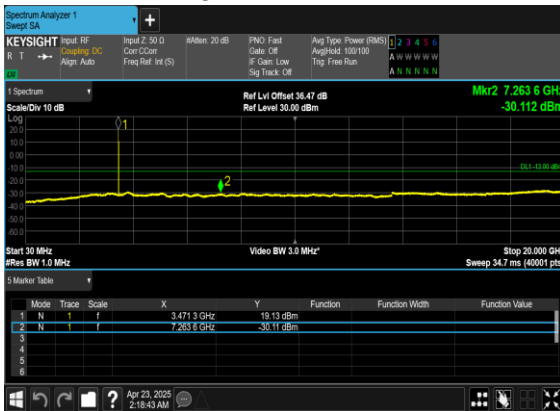 Spectrum Analyzer 1
Swept SA
KEYSIGHT Input: RF Input Z: 50 Ω #Atten: 20 dB PNO: Fast Avg Type: Power (RMS) 1 2 3 4 5 6
R T Coupling: DC Corr CCorr Gate: Off Avg|Hold: 100/100 A W W W W W
Align: Auto Freq Ref: Int (S) IF Gain: Low Trig: Free Run
Sig Track: Off A N N N N N
1 Spectrum Ref Lvl Offset 36.47 dB Mkr2 7.263 6 GHz
Scale/Div 10 dB Ref Level 30.00 dBm -30.112 dBm
Log
20.0
10.0
0.00
-10.0
-20.0
-30.0
-40.0
-50.0
-60.0
1
2
DL1 -13.00 dBm
Start 30 MHz Video BW 3.0 MHz* Stop 20.000 GHz
#Res BW 1.0 MHz Sweep 34.7 ms (40001 pts)
5 Marker Table
Mode Trace Scale X Y Function Function Width Function Value
1 N 1 f 3.471 3 GHz 19.13 dBm
2 N 1 f 7.263 6 GHz -30.11 dBm
3
4
5
6
Apr 23, 2025
2:18:43 AM